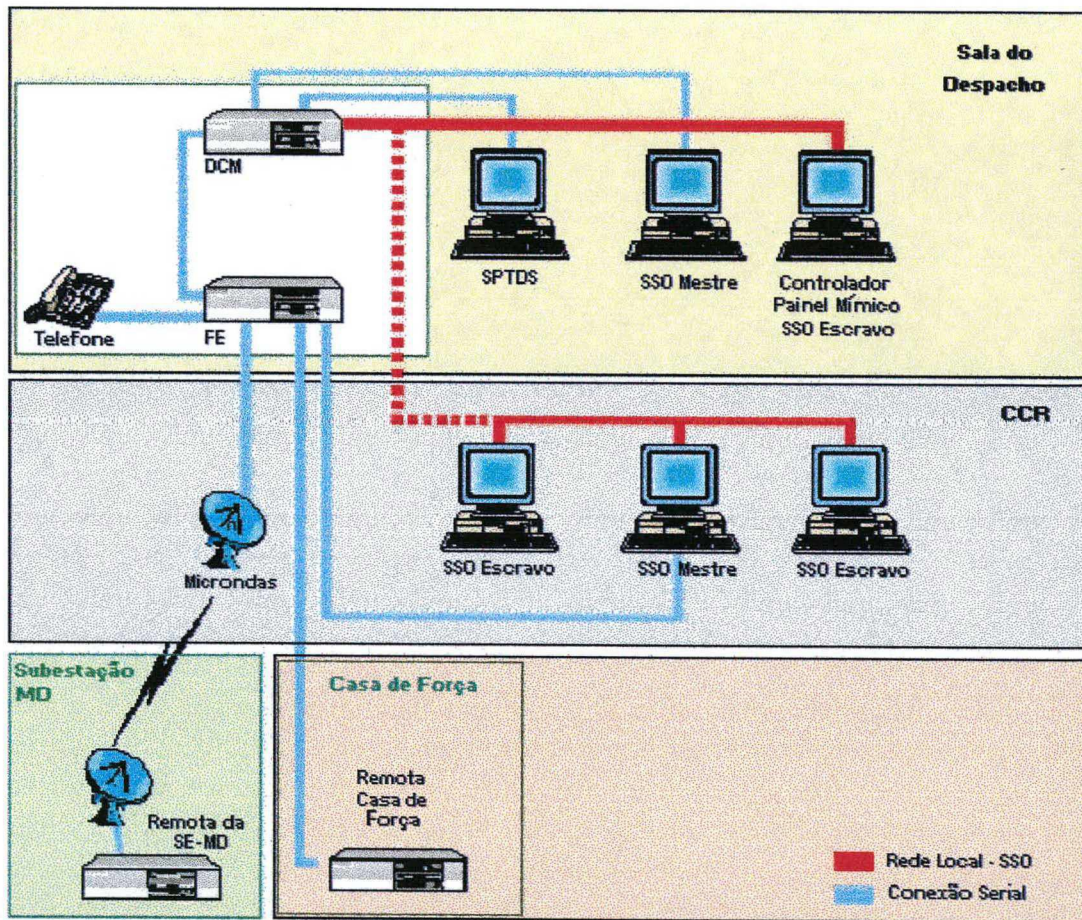 Sala do
Despacho
DCM
SPTDS
SSO Mestre
Controlador
Painel Mímico
SSO Escravo
Telefone
FE
CCR
Microndas
SSO Escravo
SSO Mestre
SSO Escravo
Subestação
MD
Casa de Força
Remota da
SE-MD
Remota
Casa de
Força
Rede Local - SSO
Conexão Serial